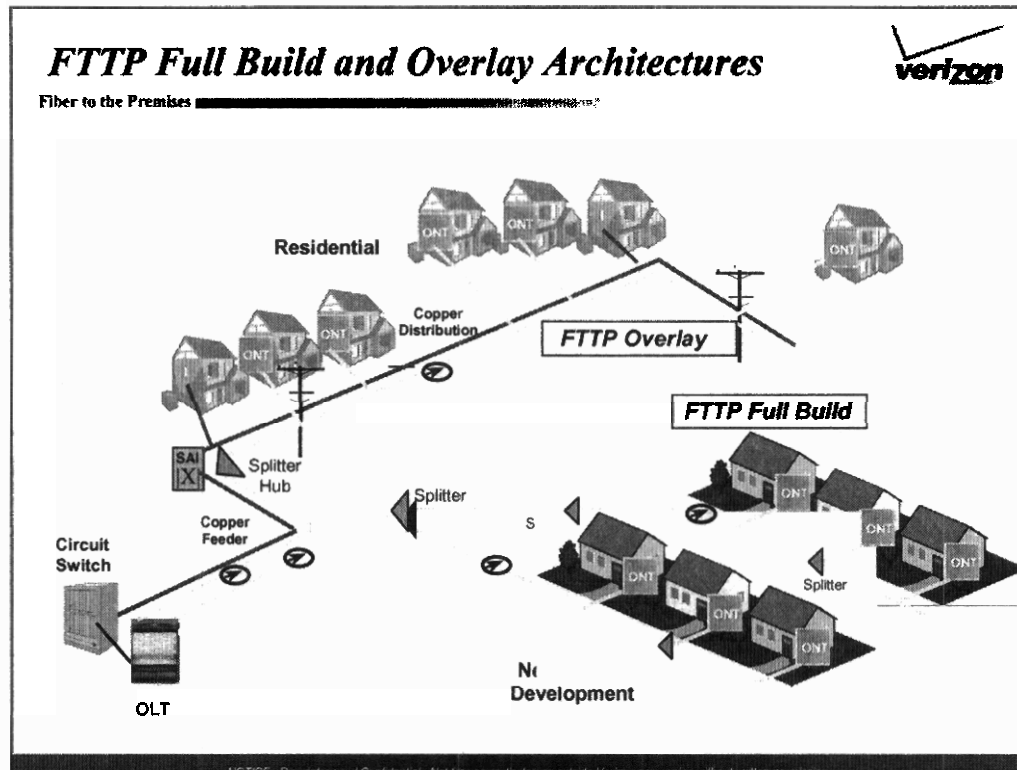 FTTP Full Build and Overlay Architectures
verizon
Fiber to the Premises
ONT
ONT
ONT
Residential
ONT
Copper
Distribution
ONT
FTTP Overlay
FTTP Full Build
SAI
X
Splitter
Hub
Splitter
ONT
S
ONT
Copper
Feeder
ONT
Circuit
Switch
ONT
Splitter
ONT
ONT
OLT
Development